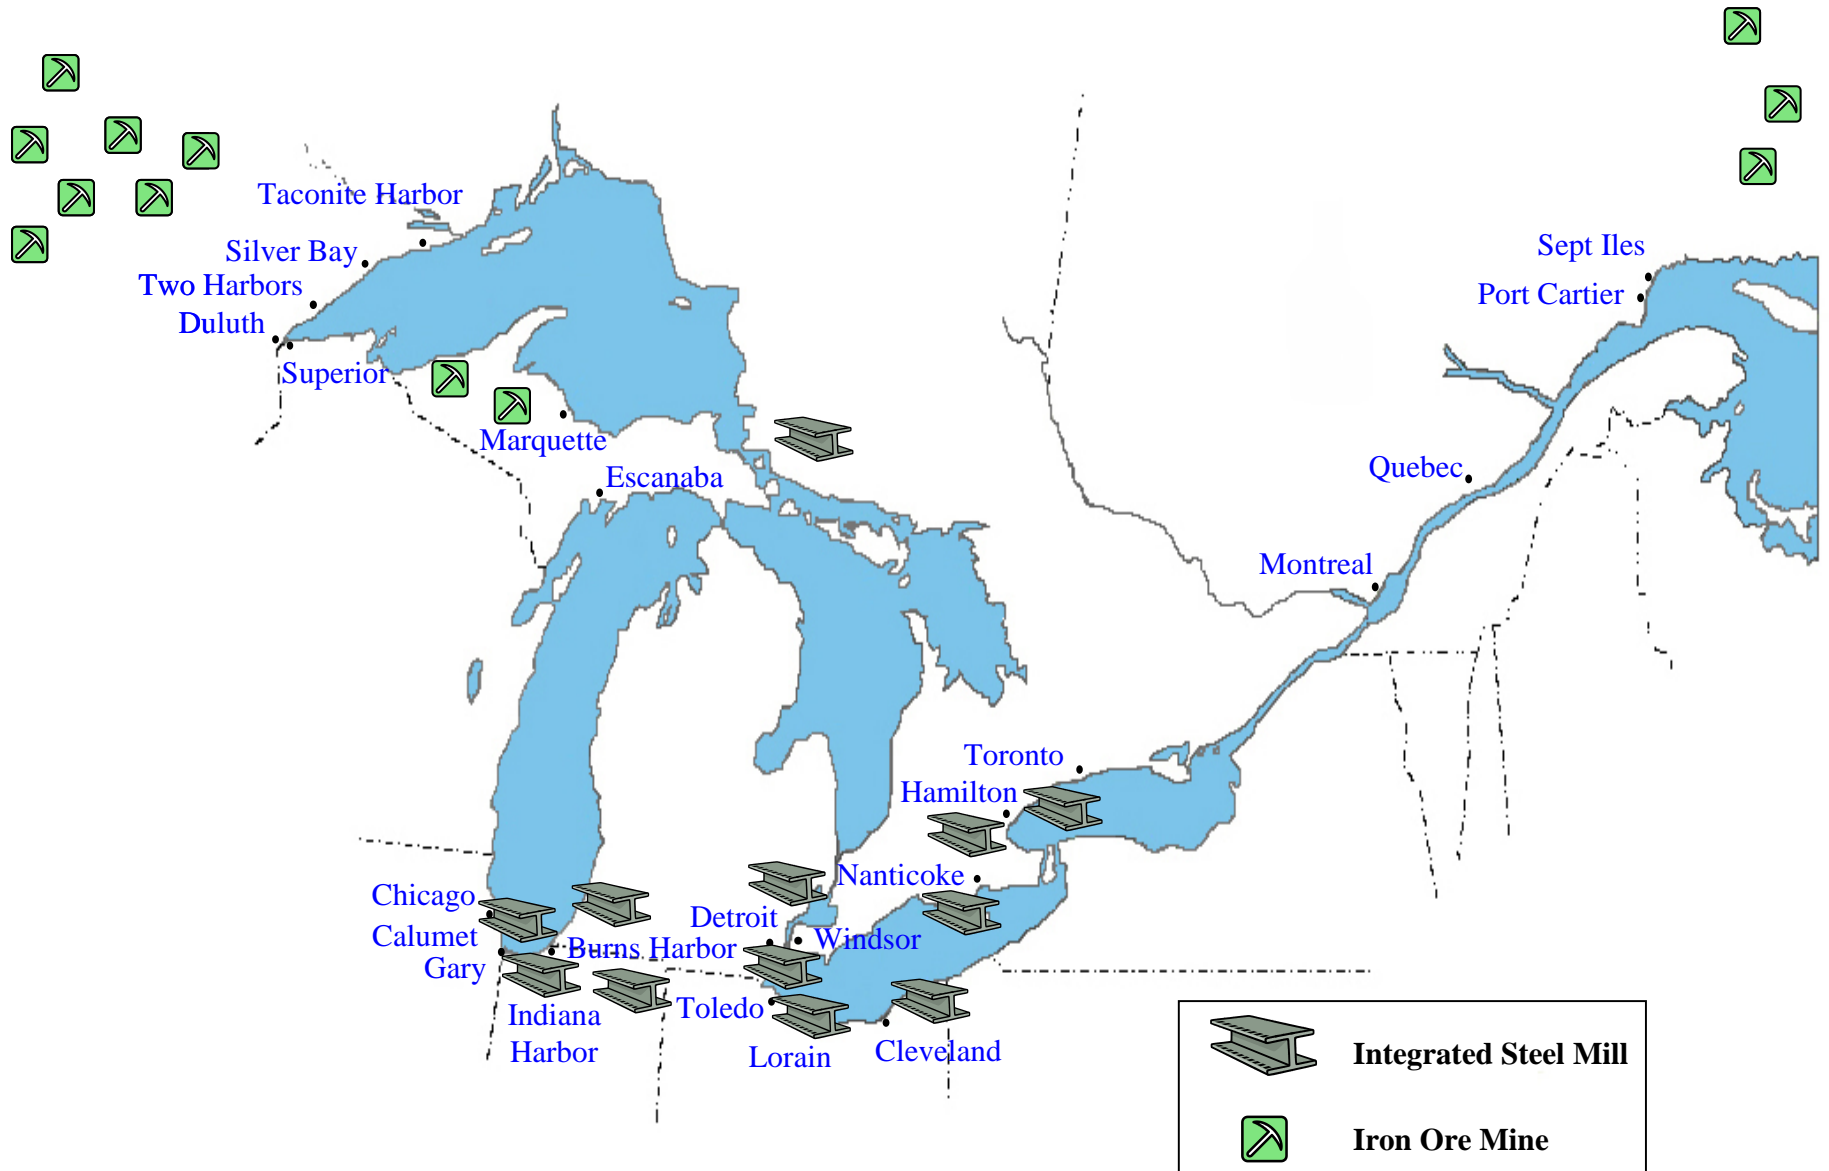 Taconite Harbor
Silver Bay
Two Harbors
Duluth
Superior
Marquette
Escanaba
Sept Iles
Port Cartier
Quebec
Montreal
Toronto
Hamilton
Nanticoke
Chicago
Calumet
Gary
Burns Harbor
Indiana
Harbor
Detroit
Windsor
Toledo
Lorain
Cleveland
Integrated Steel Mill
Iron Ore Mine